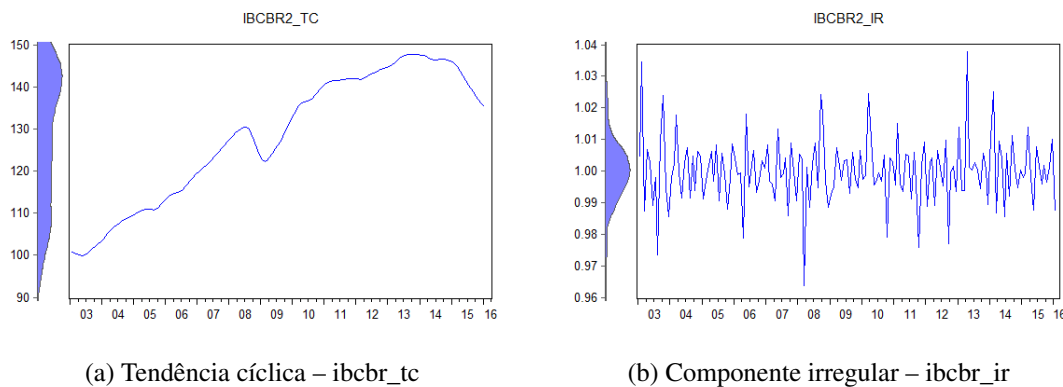 IBCBR2_TC
150
140
130
120
110
100
90
03 04 05 06 07 08 09 10 11 12 13 14 15 16
(a) Tendência cíclica – ibcbr_tc
IBCBR2_IR
1.04
1.03
1.02
1.01
1.00
0.99
0.98
0.97
0.96
03 04 05 06 07 08 09 10 11 12 13 14 15 16
(b) Componente irregular – ibcbr_ir